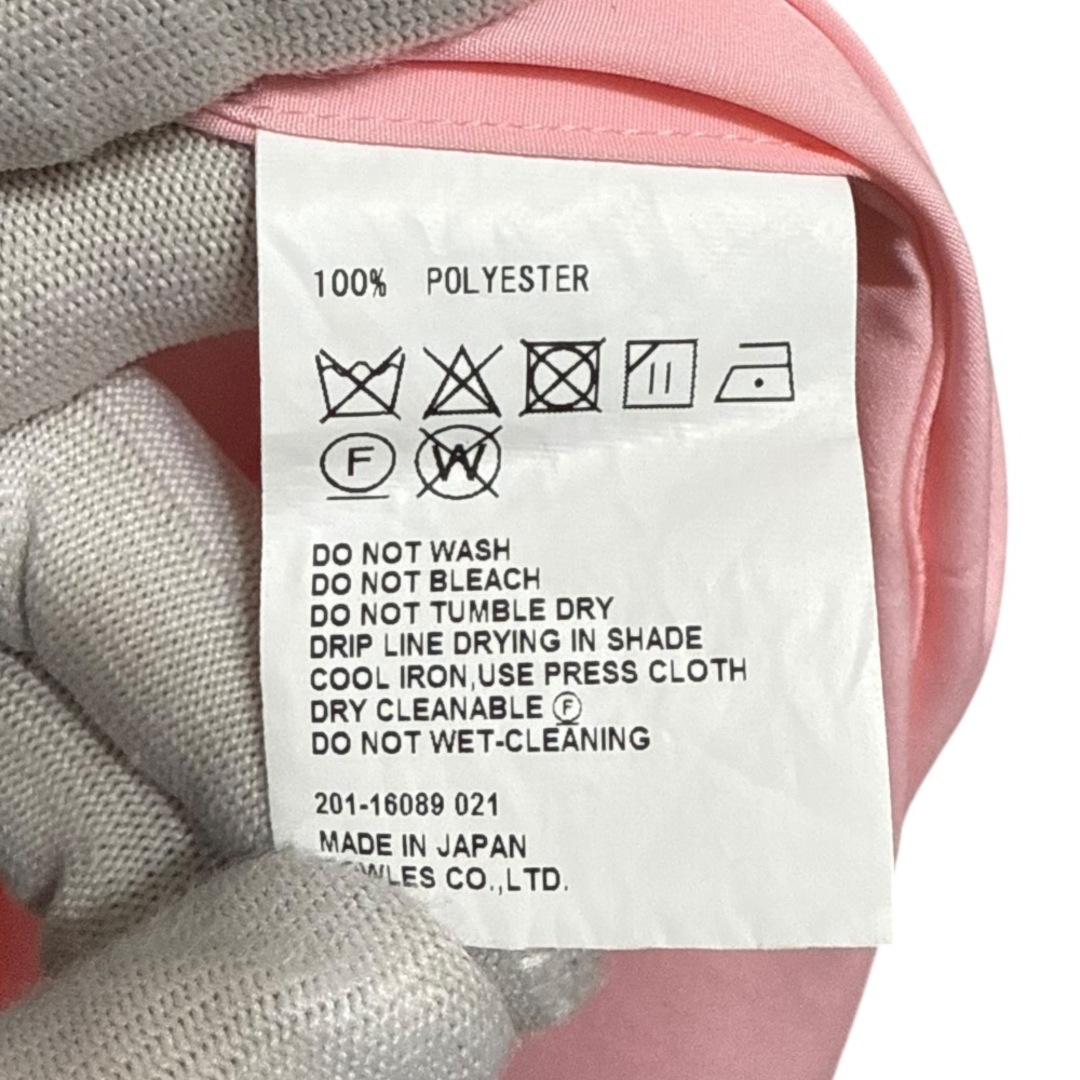 100% POLYESTER
F W
DO NOT WASH
DO NOT BLEACH
DO NOT TUMBLE DRY
DRIP LINE DRYING IN SHADE
COOL IRON,USE PRESS CLOTH
DRY CLEANABLE Ⓕ
DO NOT WET-CLEANING
201-16089 021
MADE IN JAPAN
CO.,LTD.